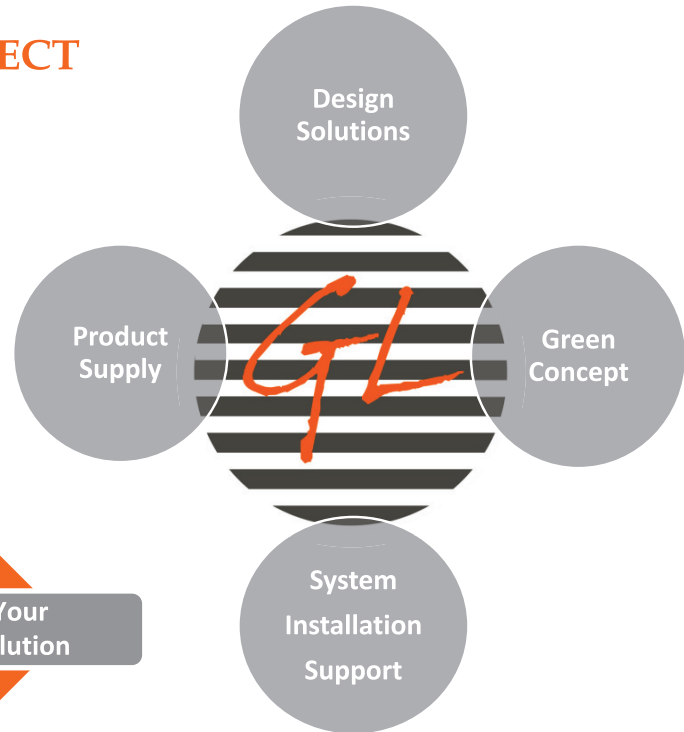 ECT
Design
Solutions
Product
Supply
GL
Green
Concept
System
Installation
Support
Your
lution